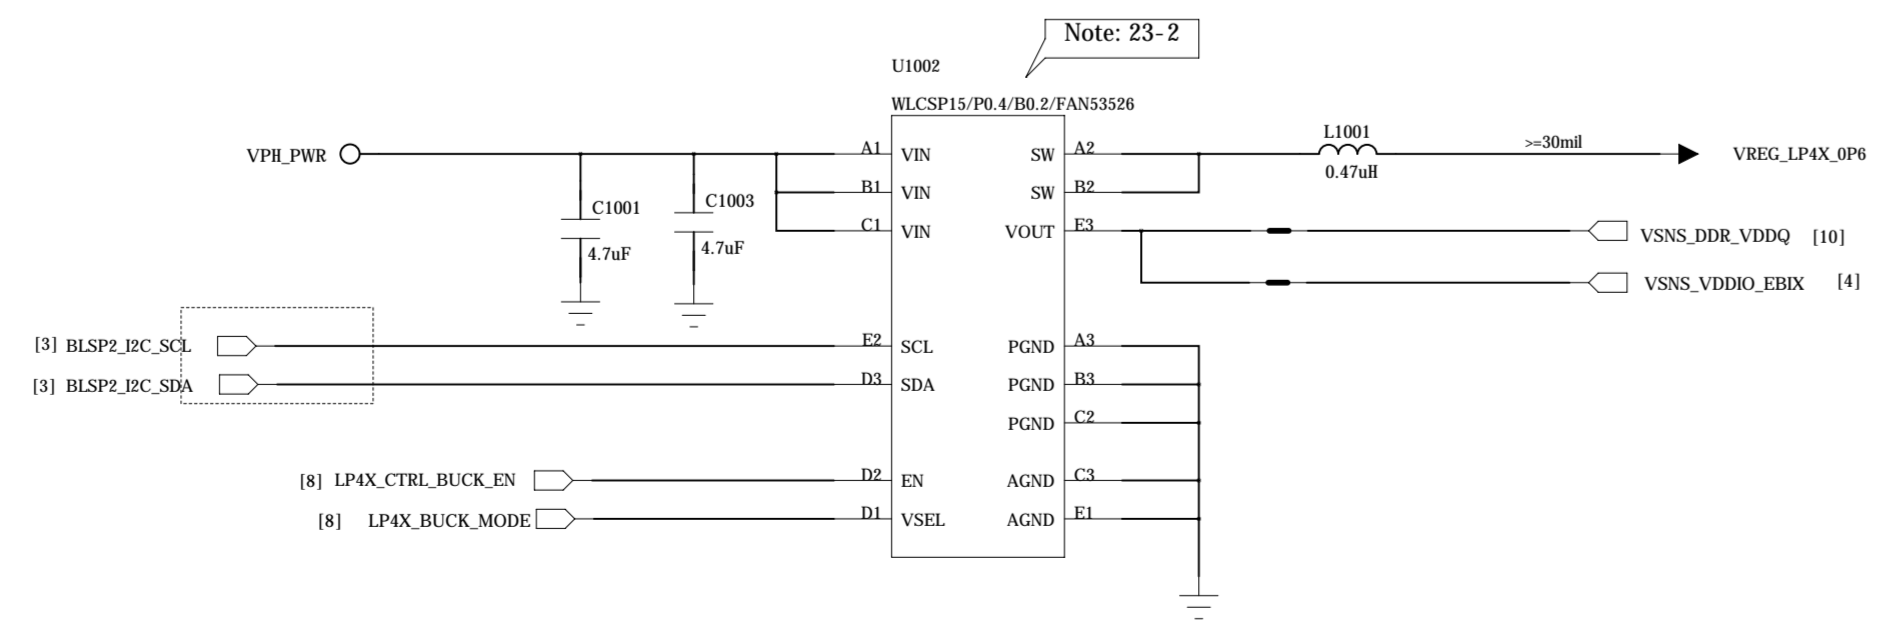 Note: 23-2
U1002
WLCSP15/P0.4/B0.2/FAN53526
VPH_PWR
A1 VIN SW A2
L1001
0.47uH
>=30mil
VREG_LP4X_0P6
B1 VIN SW B2
C1001
4.7uF
C1003
4.7uF
C1 VIN VOUT E3
VSNS_DDR_VDDQ [10]
VSNS_VDDIO_EBIX [4]
[3] BLSP2_I2C_SCL
E2 SCL PGND A3
[3] BLSP2_I2C_SDA
D3 SDA PGND B3
PGND C2
[8] LP4X_CTRL_BUCK_EN
D2 EN AGND C3
[8] LP4X_BUCK_MODE
D1 VSEL AGND E1